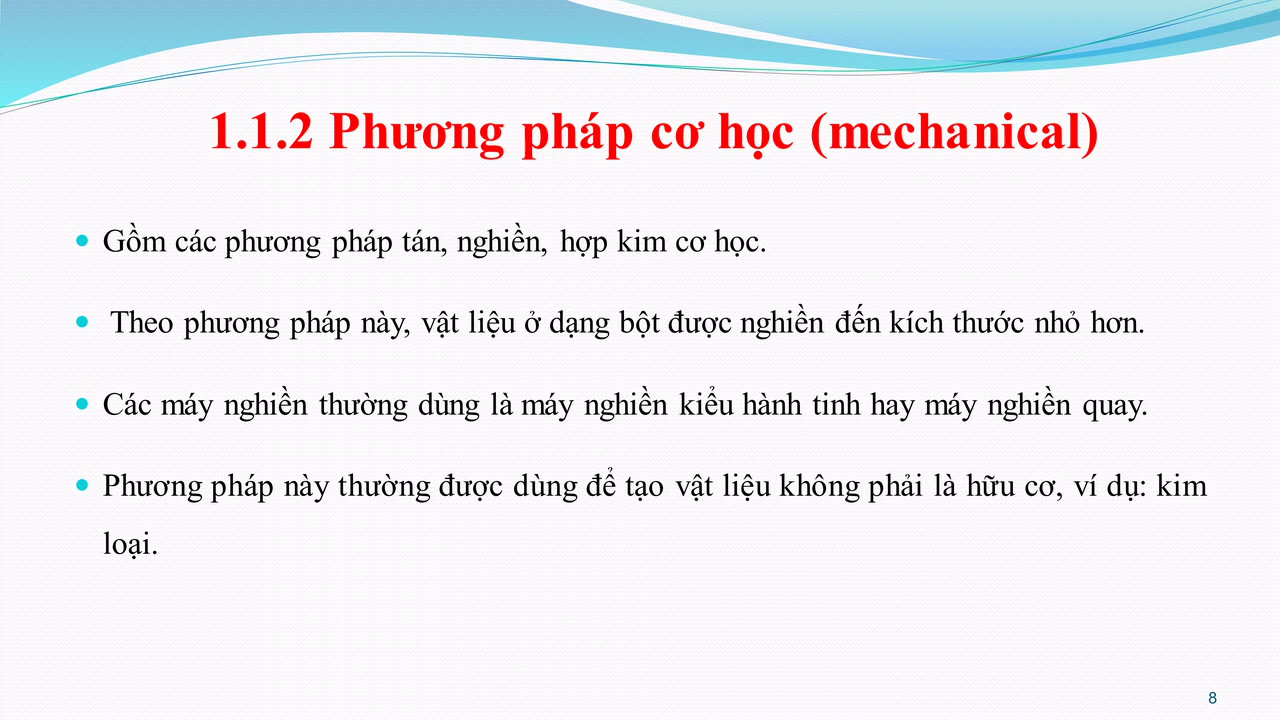 1.1.2 Phương pháp cơ học (mechanical)
Gồm các phương pháp tán, nghiền, hợp kim cơ học.
Theo phương pháp này, vật liệu ở dạng bột được nghiền đến kích thước nhỏ hơn.
Các máy nghiền thường dùng là máy nghiền kiểu hành tinh hay máy nghiền quay.
Phương pháp này thường được dùng để tạo vật liệu không phải là hữu cơ, ví dụ: kim
loại.
8